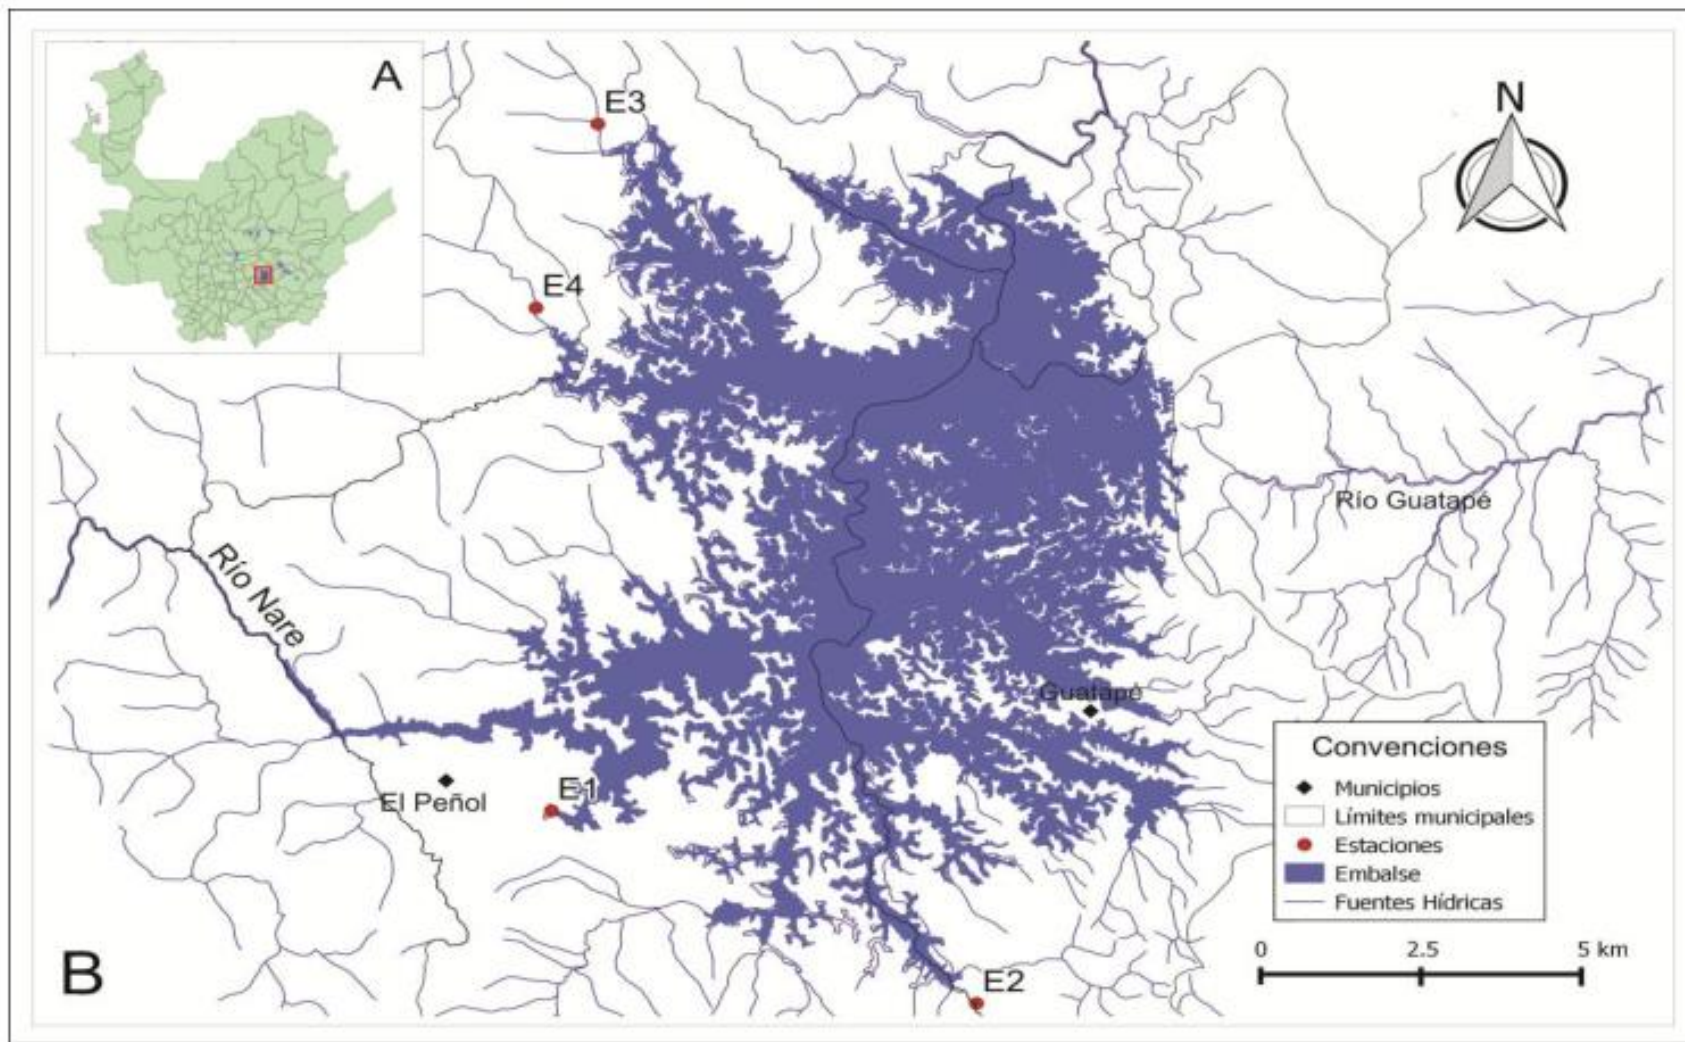 A
E3
N
E4
Río Guatapé
Río Nare
Guatapé
Convenciones
Municipios
El Peñol
E1
Límites municipales
Estaciones
Embalse
Fuentes Hídricas
0 2.5 5 km
B
E2